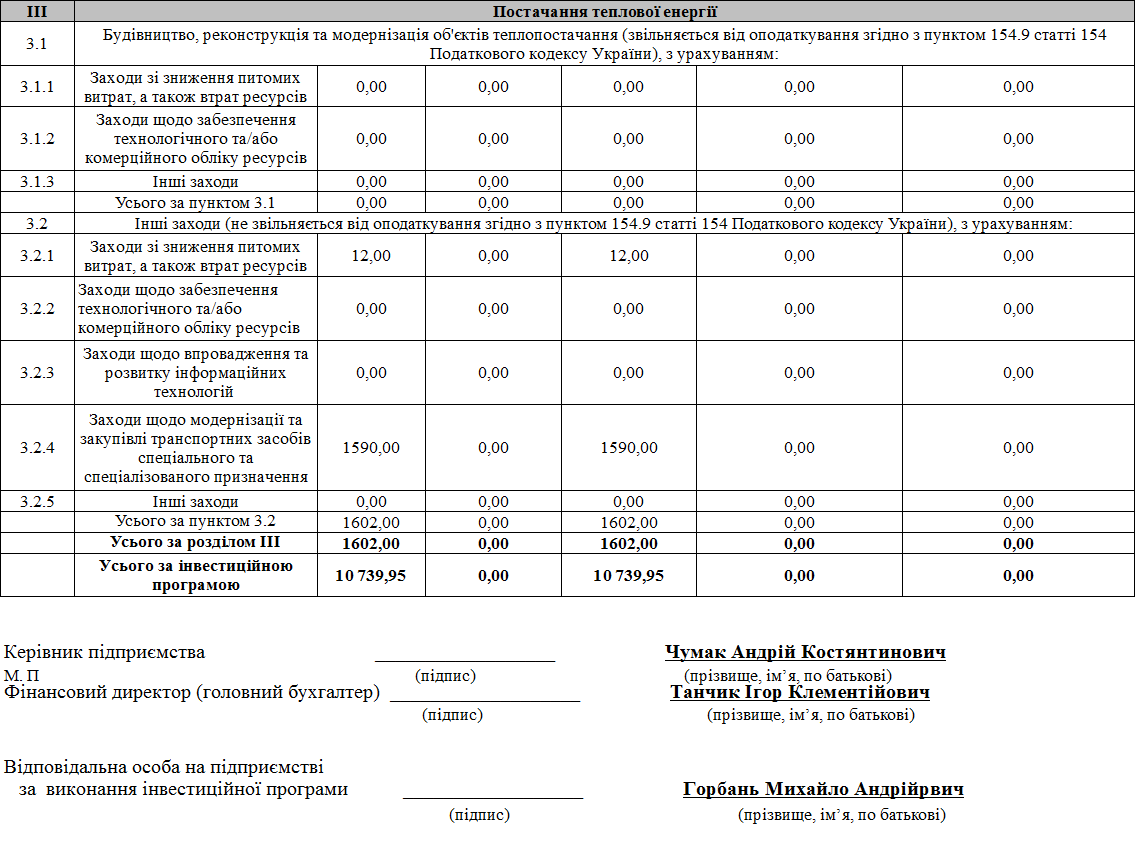 III Постачання теплової енергії
3.1 Будівництво, реконструкція та модернізація об'єктів теплопостачання (звільняється від оподаткування згідно з пунктом 154.9 статті 154
Податкового кодексу України), з урахуванням:
3.1.1 Заходи зі зниження питомих
витрат, а також втрат ресурсів 0,00 0,00 0,00 0,00 0,00
3.1.2 Заходи щодо забезпечення
технологічного та/або
комерційного обліку ресурсів 0,00 0,00 0,00 0,00 0,00
3.1.3 Інші заходи 0,00 0,00 0,00 0,00 0,00
Усього за пунктом 3.1 0,00 0,00 0,00 0,00 0,00
3.2 Інші заходи (не звільняється від оподаткування згідно з пунктом 154.9 статті 154 Податкового кодексу України), з урахуванням:
3.2.1 Заходи зі зниження питомих
витрат, а також втрат ресурсів 12,00 0,00 12,00 0,00 0,00
3.2.2 Заходи щодо забезпечення
технологічного та/або
комерційного обліку ресурсів 0,00 0,00 0,00 0,00 0,00
3.2.3 Заходи щодо впровадження та
розвитку інформаційних
технологій 0,00 0,00 0,00 0,00 0,00
3.2.4 Заходи щодо модернізації та
закупівлі транспортних засобів
спеціального та
спеціалізованого призначення 1590,00 0,00 1590,00 0,00 0,00
3.2.5 Інші заходи 0,00 0,00 0,00 0,00 0,00
Усього за пунктом 3.2 1602,00 0,00 1602,00 0,00 0,00
Усього за розділом III 1602,00 0,00 1602,00 0,00 0,00
Усього за інвестиційною
програмою 10 739,95 0,00 10 739,95 0,00 0,00
Керівник підприємства Чумак Андрій Костянтинович
М. П (підпис) (прізвище, ім’я, по батькові)
Фінансовий директор (головний бухгалтер) Танчик Ігор Клементійович
(підпис) (прізвище, ім’я, по батькові)
Відповідальна особа на підприємстві
за виконання інвестиційної програми Горбань Михайло Андрійрвич
(підпис) (прізвище, ім’я, по батькові)